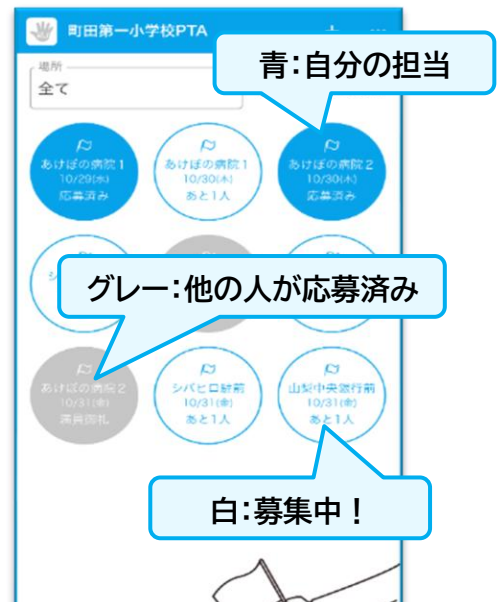 町田第一小学校PTA
場所
全て
青：自分の担当
あけぼの病院1
10/29(水)
応募済み
あけぼの病院1
10/30(木)
あと1人
あけぼの病院2
10/30(木)
応募済み
グレー：他の人が応募済み
あけぼの病院2
10/31(金)
満員御礼
シバヒロ駐前
10/31(金)
あと1人
山梨中央銀行前
10/31(金)
あと1人
白：募集中！